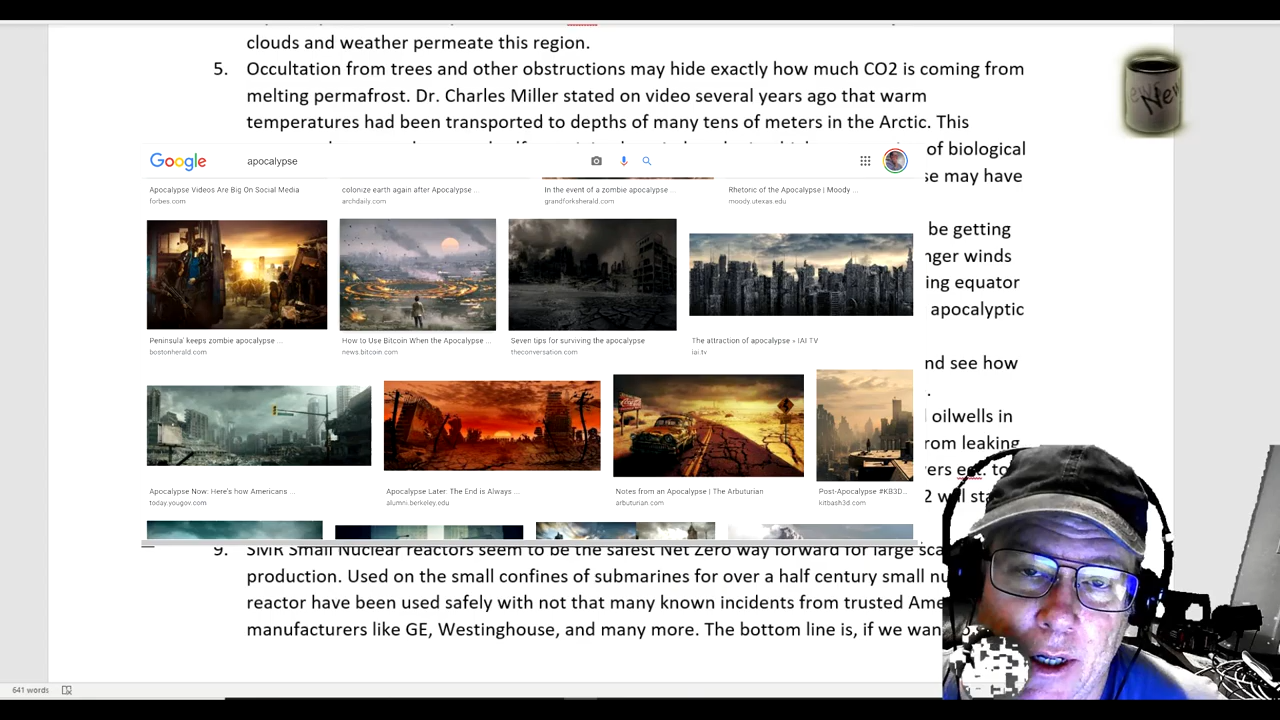 clouds and weather permeate this region.
5. Occultation from trees and other obstructions may hide exactly how much CO2 is coming from
melting permafrost. Dr. Charles Miller stated on video several years ago that warm
temperatures had been transported to depths of many tens of meters in the Arctic. This
of biological
Google apocalypse
se may have
Apocalypse Videos Are Big On Social Media
colonize earth again after Apocalypse ...
In the event of a zombie apocalypse ...
Rhetoric of the Apocalypse | Moody ...
forbes.com
archdaily.com
grandforksherald.com
moody.utexas.edu
be getting
nger winds
ing equator
apocalyptic
Peninsula' keeps zombie apocalypse ...
How to Use Bitcoin When the Apocalypse ...
Seven tips for surviving the apocalypse
The attraction of apocalypse » IAI TV
bostonherald.com
news.bitcoin.com
theconversation.com
iai.tv
nd see how
.
oilwells in
rom leaking
ers ect. to
2 will sta
Apocalypse Now: Here's how Americans ...
Apocalypse Later: The End is Always ...
Notes from an Apocalypse | The Arbuturian
Post-Apocalypse #KB3D...
today.yougov.com
alumni.berkeley.edu
arbuturian.com
kitbash3d.com
9. SMR Small Nuclear reactors seem to be the safest Net Zero way forward for large sca
production. Used on the small confines of submarines for over a half century small nu
reactor have been used safely with not that many known incidents from trusted Ame
manufacturers like GE, Westinghouse, and many more. The bottom line is, if we wan
641 words
New